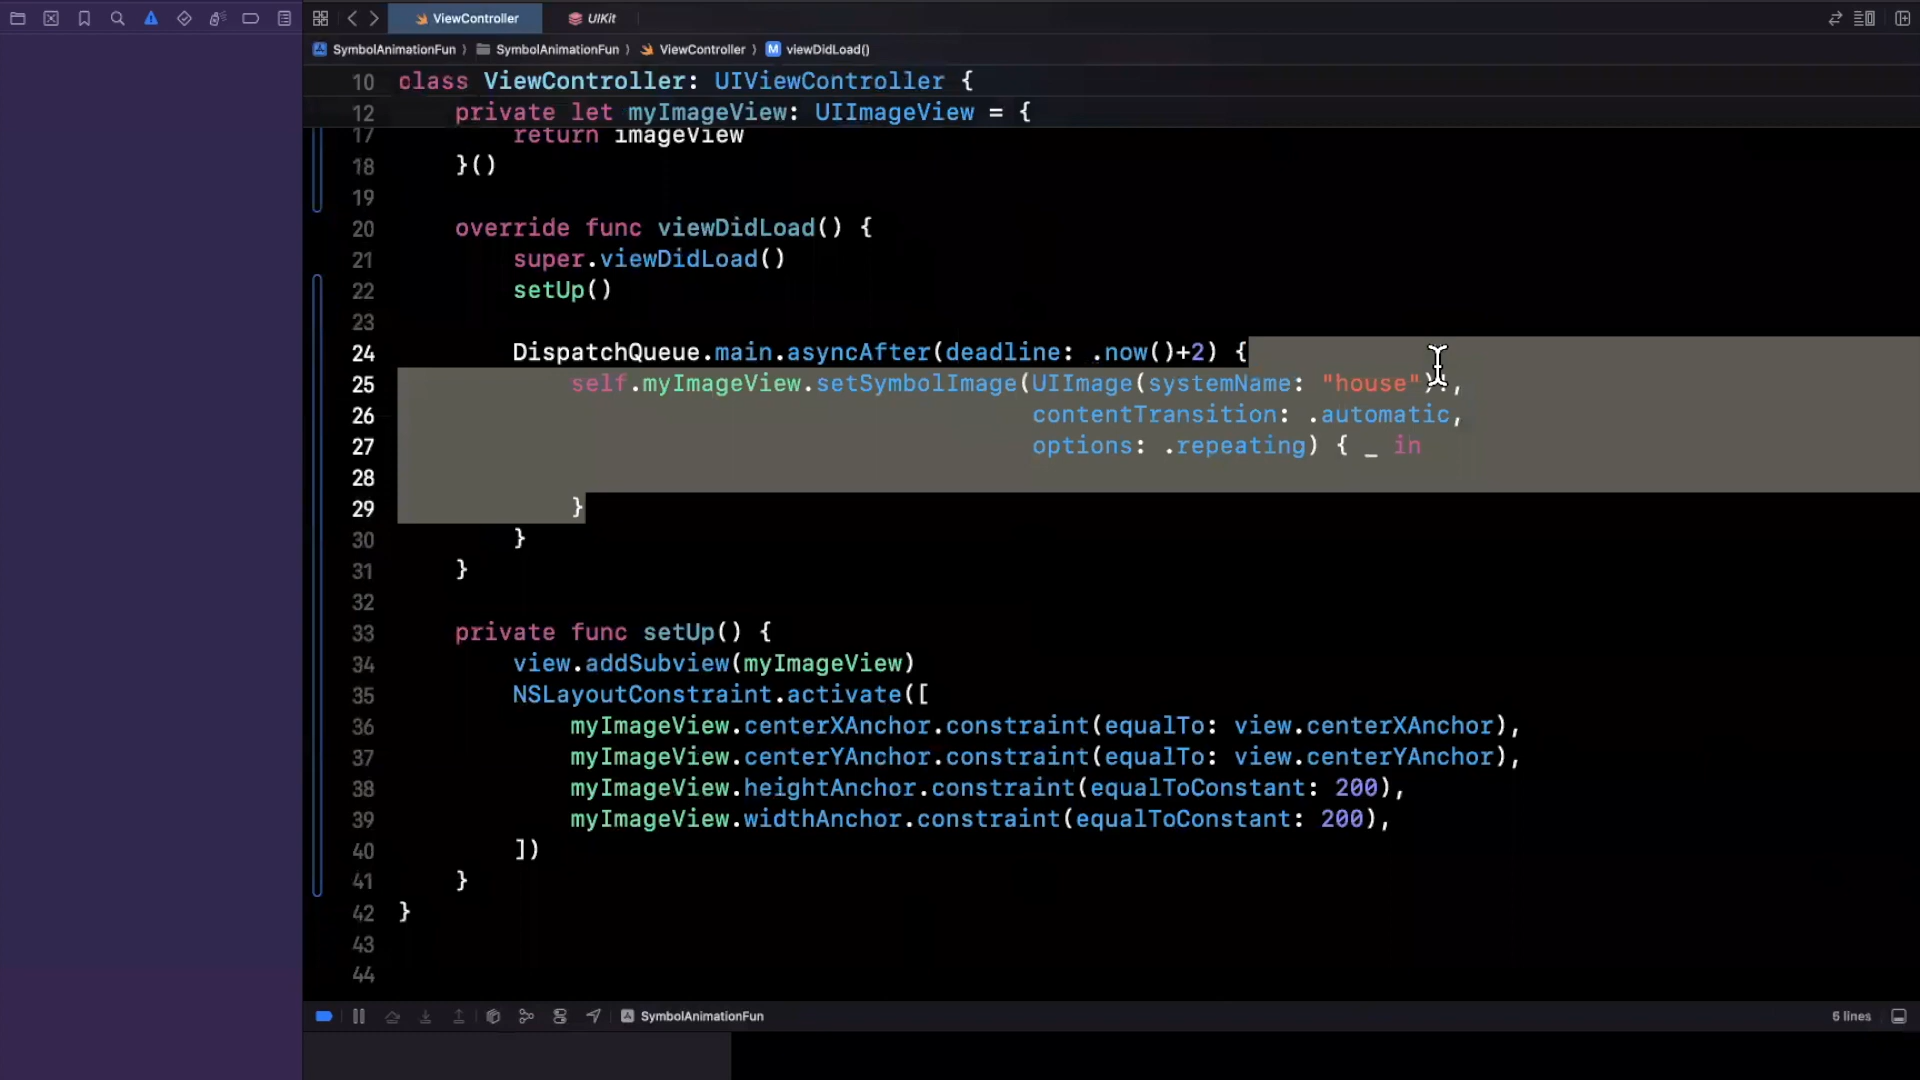 ViewController
UIKit
SymbolAnimationFun 〉 SymbolAnimationFun 〉 ViewController 〉 M viewDidLoad()
10 class ViewController: UIViewController {
12 private let myImageView: UIImageView = {
17 return imageView
18 }()
19
20 override func viewDidLoad() {
21 super.viewDidLoad()
22 setUp()
23
24 DispatchQueue.main.asyncAfter(deadline: .now()+2) {
25 self.myImageView.setSymbolImage(UIImage(systemName: "house")!,
26 contentTransition: .automatic,
27 options: .repeating) { _ in
28
29 }
30 }
31 }
32
33 private func setUp() {
34 view.addSubview(myImageView)
35 NSLayoutConstraint.activate([
36 myImageView.centerXAnchor.constraint(equalTo: view.centerXAnchor),
37 myImageView.centerYAnchor.constraint(equalTo: view.centerYAnchor),
38 myImageView.heightAnchor.constraint(equalToConstant: 200),
39 myImageView.widthAnchor.constraint(equalToConstant: 200),
40 ])
41 }
42 }
43
44
SymbolAnimationFun
6 lines